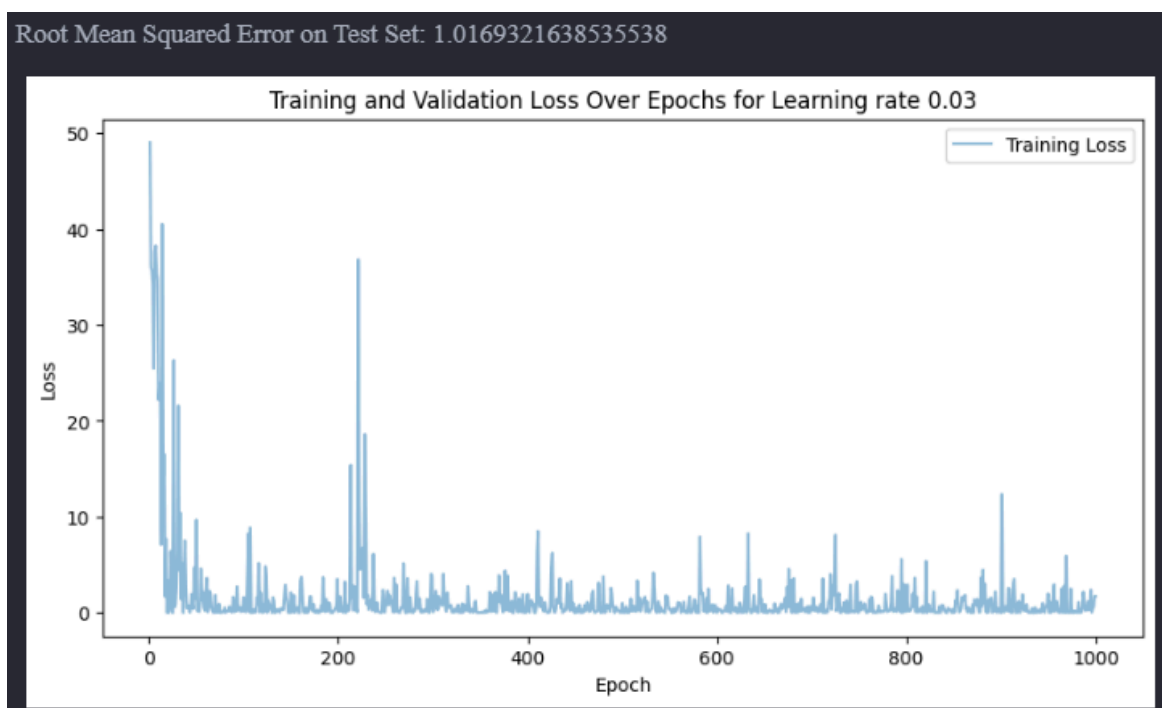 Root Mean Squared Error on Test Set: 1.0169321638535538
Training and Validation Loss Over Epochs for Learning rate 0.03
Training Loss
50
40
30
20
10
0
Loss
0 200 400 600 800 1000
Epoch